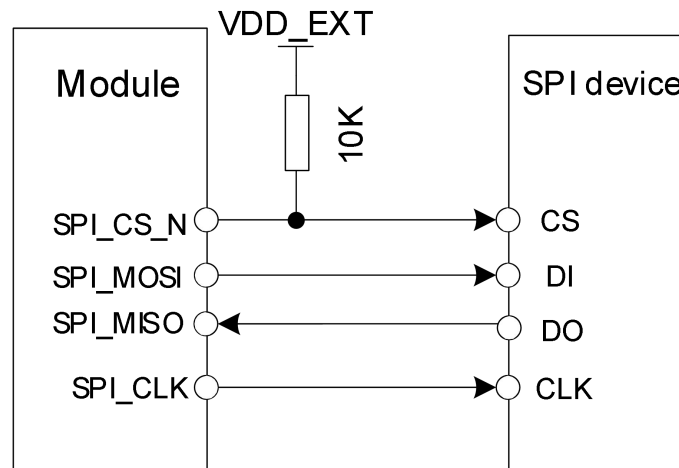 VDD_EXT
Module
SPI device
10K
SPI_CS_N
CS
SPI_MOSI
DI
SPI_MISO
DO
SPI_CLK
CLK